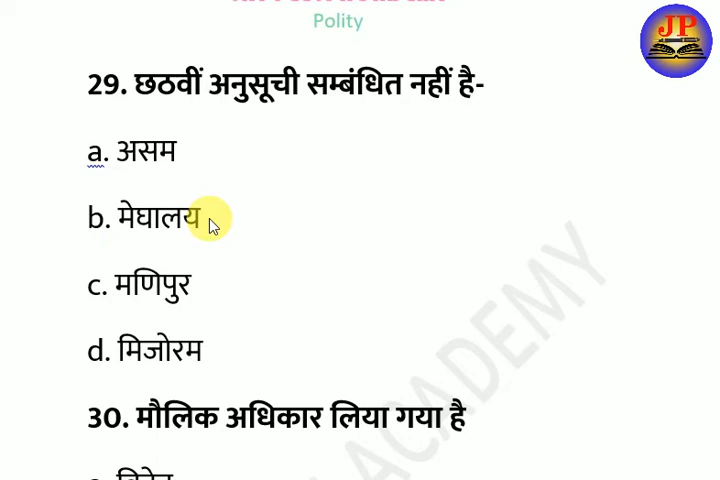 Polity
JP
29. छठवीं अनुसूची सम्बंधित नहीं है-
a. असम
b. मेघालय
c. मणिपुर
d. मिजोरम
ACADEMY
30. मौलिक अधिकार लिया गया है